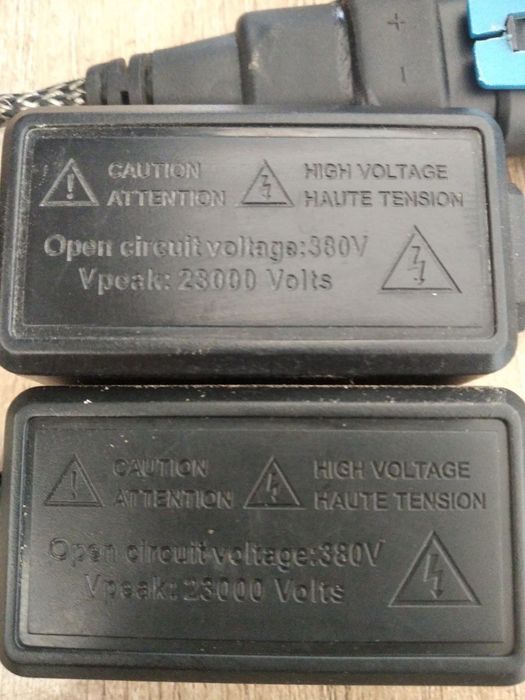 +
-
CAUTION HIGH VOLTAGE
ATTENTION HAUTE TENSION
Open circuit voltage:380V
Vpeak: 23000 Volts
CAUTION HIGH VOLTAGE
ATTENTION HAUTE TENSION
Open circuit voltage:380V
Vpeak: 23000 Volts